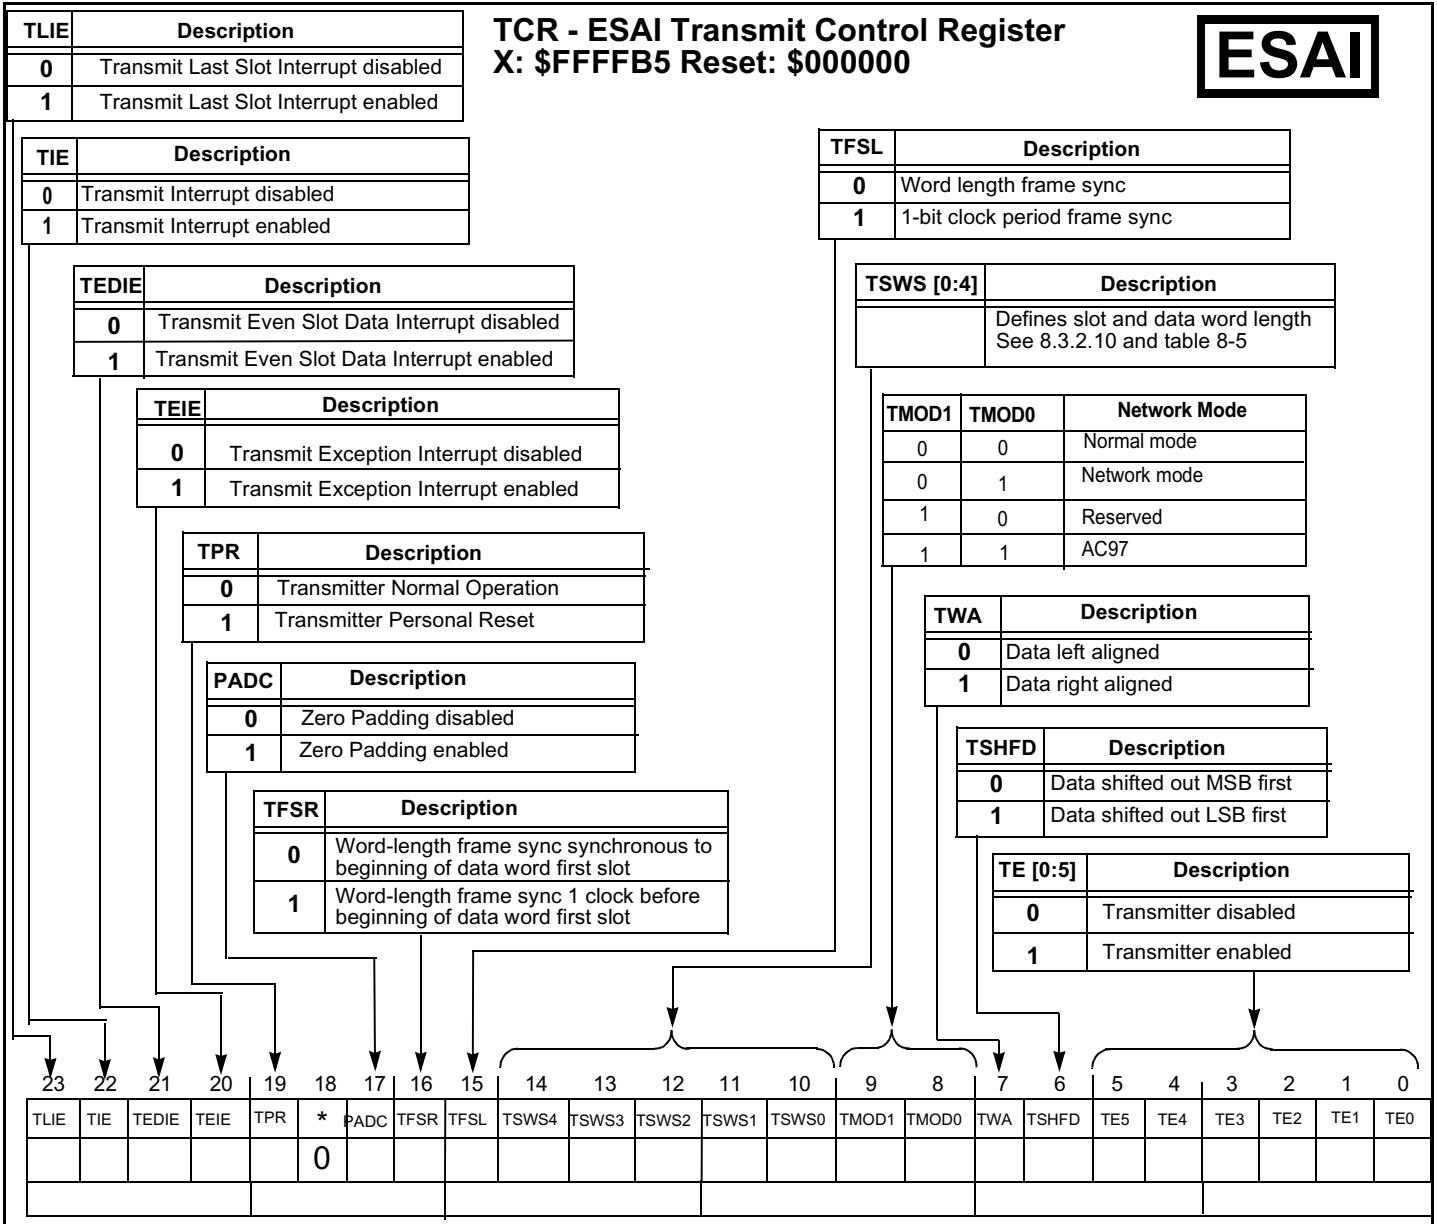 TCR - ESAI Transmit Control Register
X: $FFFFB5 Reset: $000000
ESAI
TLIE Description
0 Transmit Last Slot Interrupt disabled
1 Transmit Last Slot Interrupt enabled
TIE Description
0 Transmit Interrupt disabled
1 Transmit Interrupt enabled
TEDIE Description
0 Transmit Even Slot Data Interrupt disabled
1 Transmit Even Slot Data Interrupt enabled
TEIE Description
0 Transmit Exception Interrupt disabled
1 Transmit Exception Interrupt enabled
TPR Description
0 Transmitter Normal Operation
1 Transmitter Personal Reset
PADC Description
0 Zero Padding disabled
1 Zero Padding enabled
TFSR Description
0 Word-length frame sync synchronous to
beginning of data word first slot
1 Word-length frame sync 1 clock before
beginning of data word first slot
TFSL Description
0 Word length frame sync
1 1-bit clock period frame sync
TSWS [0:4] Description
Defines slot and data word length
See 8.3.2.10 and table 8-5
TMOD1 TMOD0 Network Mode
0 0 Normal mode
0 1 Network mode
1 0 Reserved
1 1 AC97
TWA Description
0 Data left aligned
1 Data right aligned
TSHFD Description
0 Data shifted out MSB first
1 Data shifted out LSB first
TE [0:5] Description
0 Transmitter disabled
1 Transmitter enabled
23 22 21 20 19 18 17 16 15 14 13 12 11 10 9 8 7 6 5 4 3 2 1 0
TLIE TIE TEDIE TEIE TPR * PADC TFSR TFSL TSWS4 TSWS3 TSWS2 TSWS1 TSWS0 TMOD1 TMOD0 TWA TSHFD TE5 TE4 TE3 TE2 TE1 TE0
0